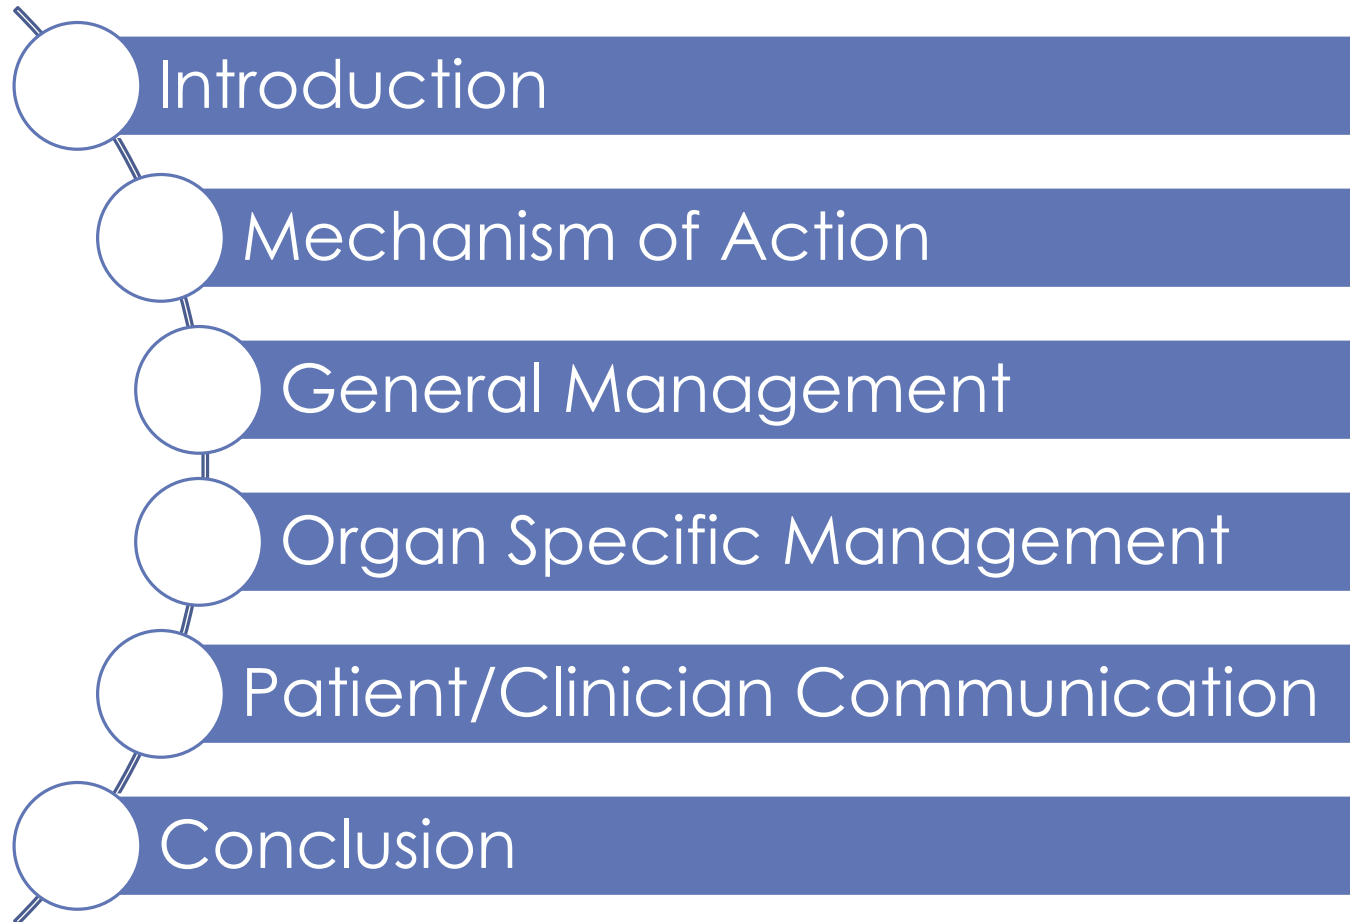 Introduction
Mechanism of Action
General Management
Organ Specific Management
Patient/Clinician Communication
Conclusion